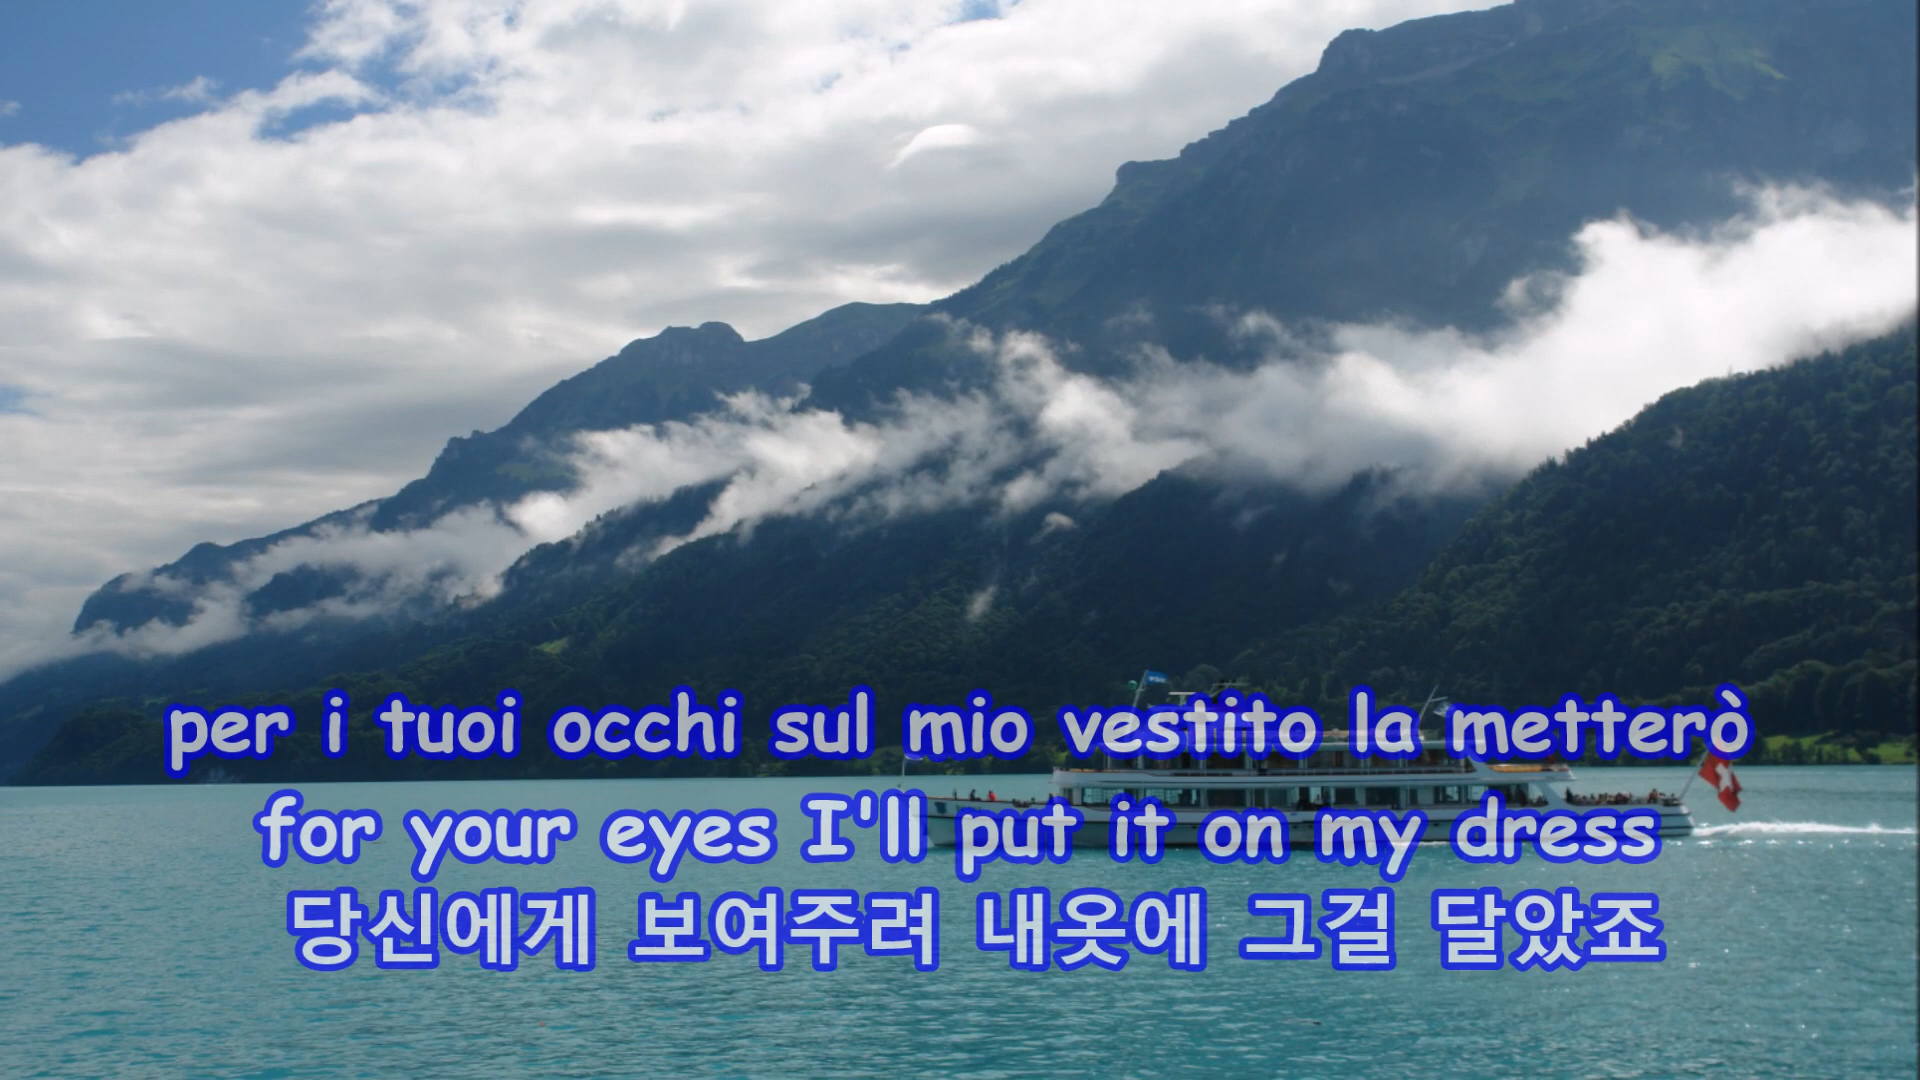 per i tuoi occhi sul mio vestito la metterò
for your eyes I'll put it on my dress
당신에게 보여주려 내옷에 그걸 달았죠